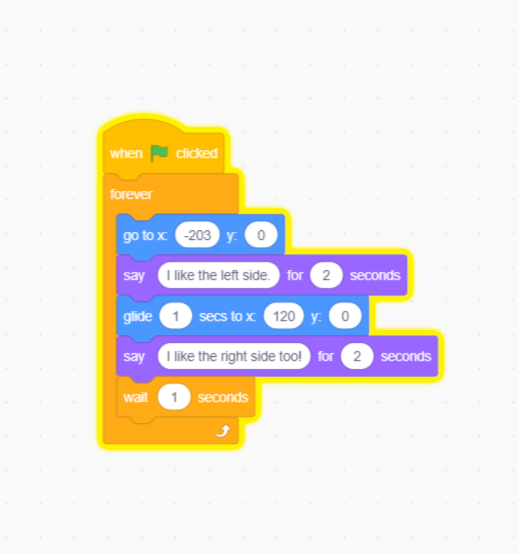 when clicked
forever
go to x: -203 y: 0
say I like the left side. for 2 seconds
glide 1 secs to x: 120 y: 0
say I like the right side too! for 2 seconds
wait 1 seconds